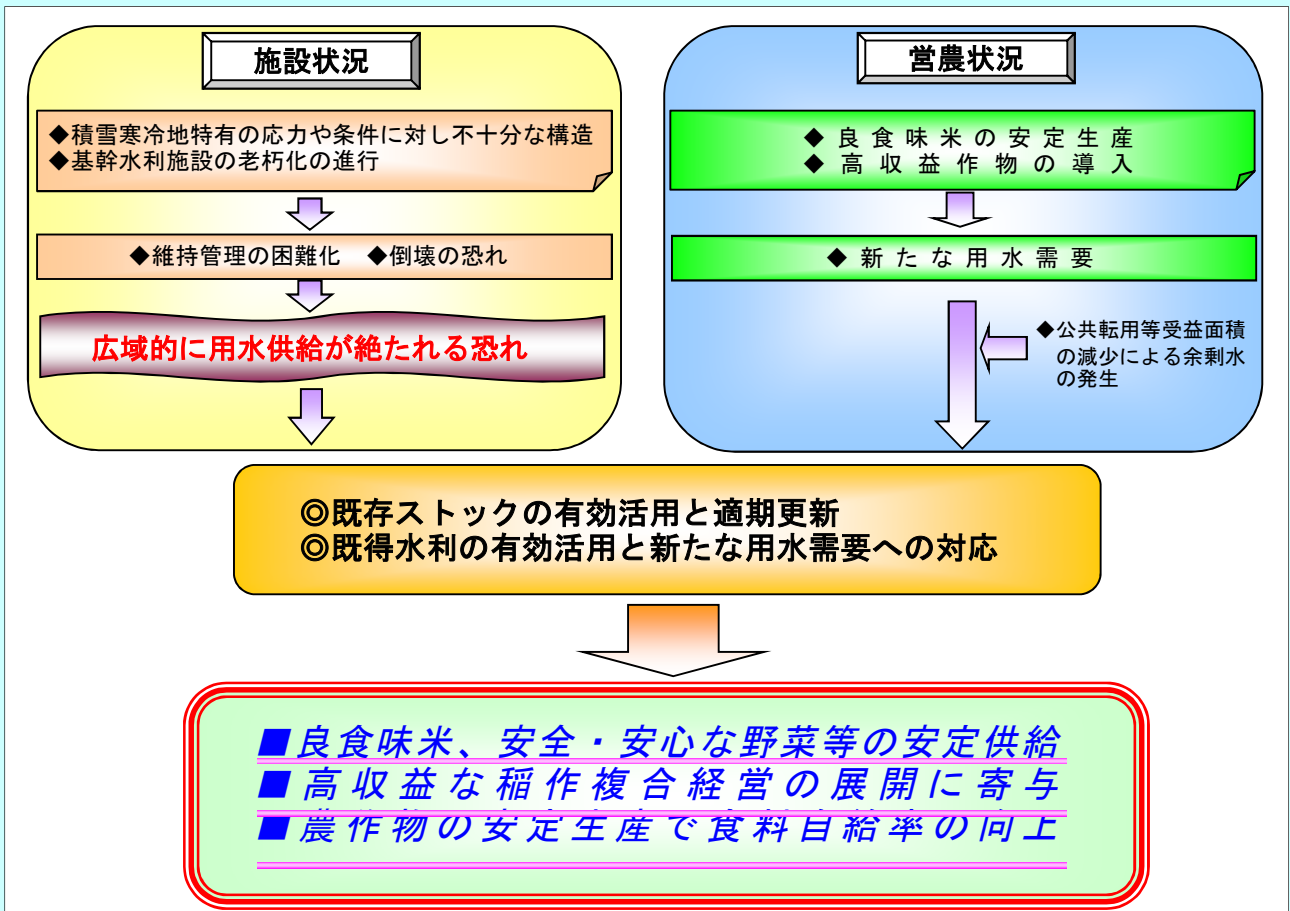 施設状況
◆積雪寒冷地特有の応力や条件に対し不十分な構造
◆基幹水利施設の老朽化の進行
◆維持管理の困難化　◆倒壊の恐れ
広域的に用水供給が絶たれる恐れ
営農状況
◆良食味米の安定生産
◆高収益作物の導入
◆新たな用水需要
◆公共転用等受益面積
の減少による余剰水
の発生
◎既存ストックの有効活用と適期更新
◎既得水利の有効活用と新たな用水需要への対応
■良食味米、安全・安心な野菜等の安定供給
■高収益な稲作複合経営の展開に寄与
■農作物の安定生産で食料自給率の向上